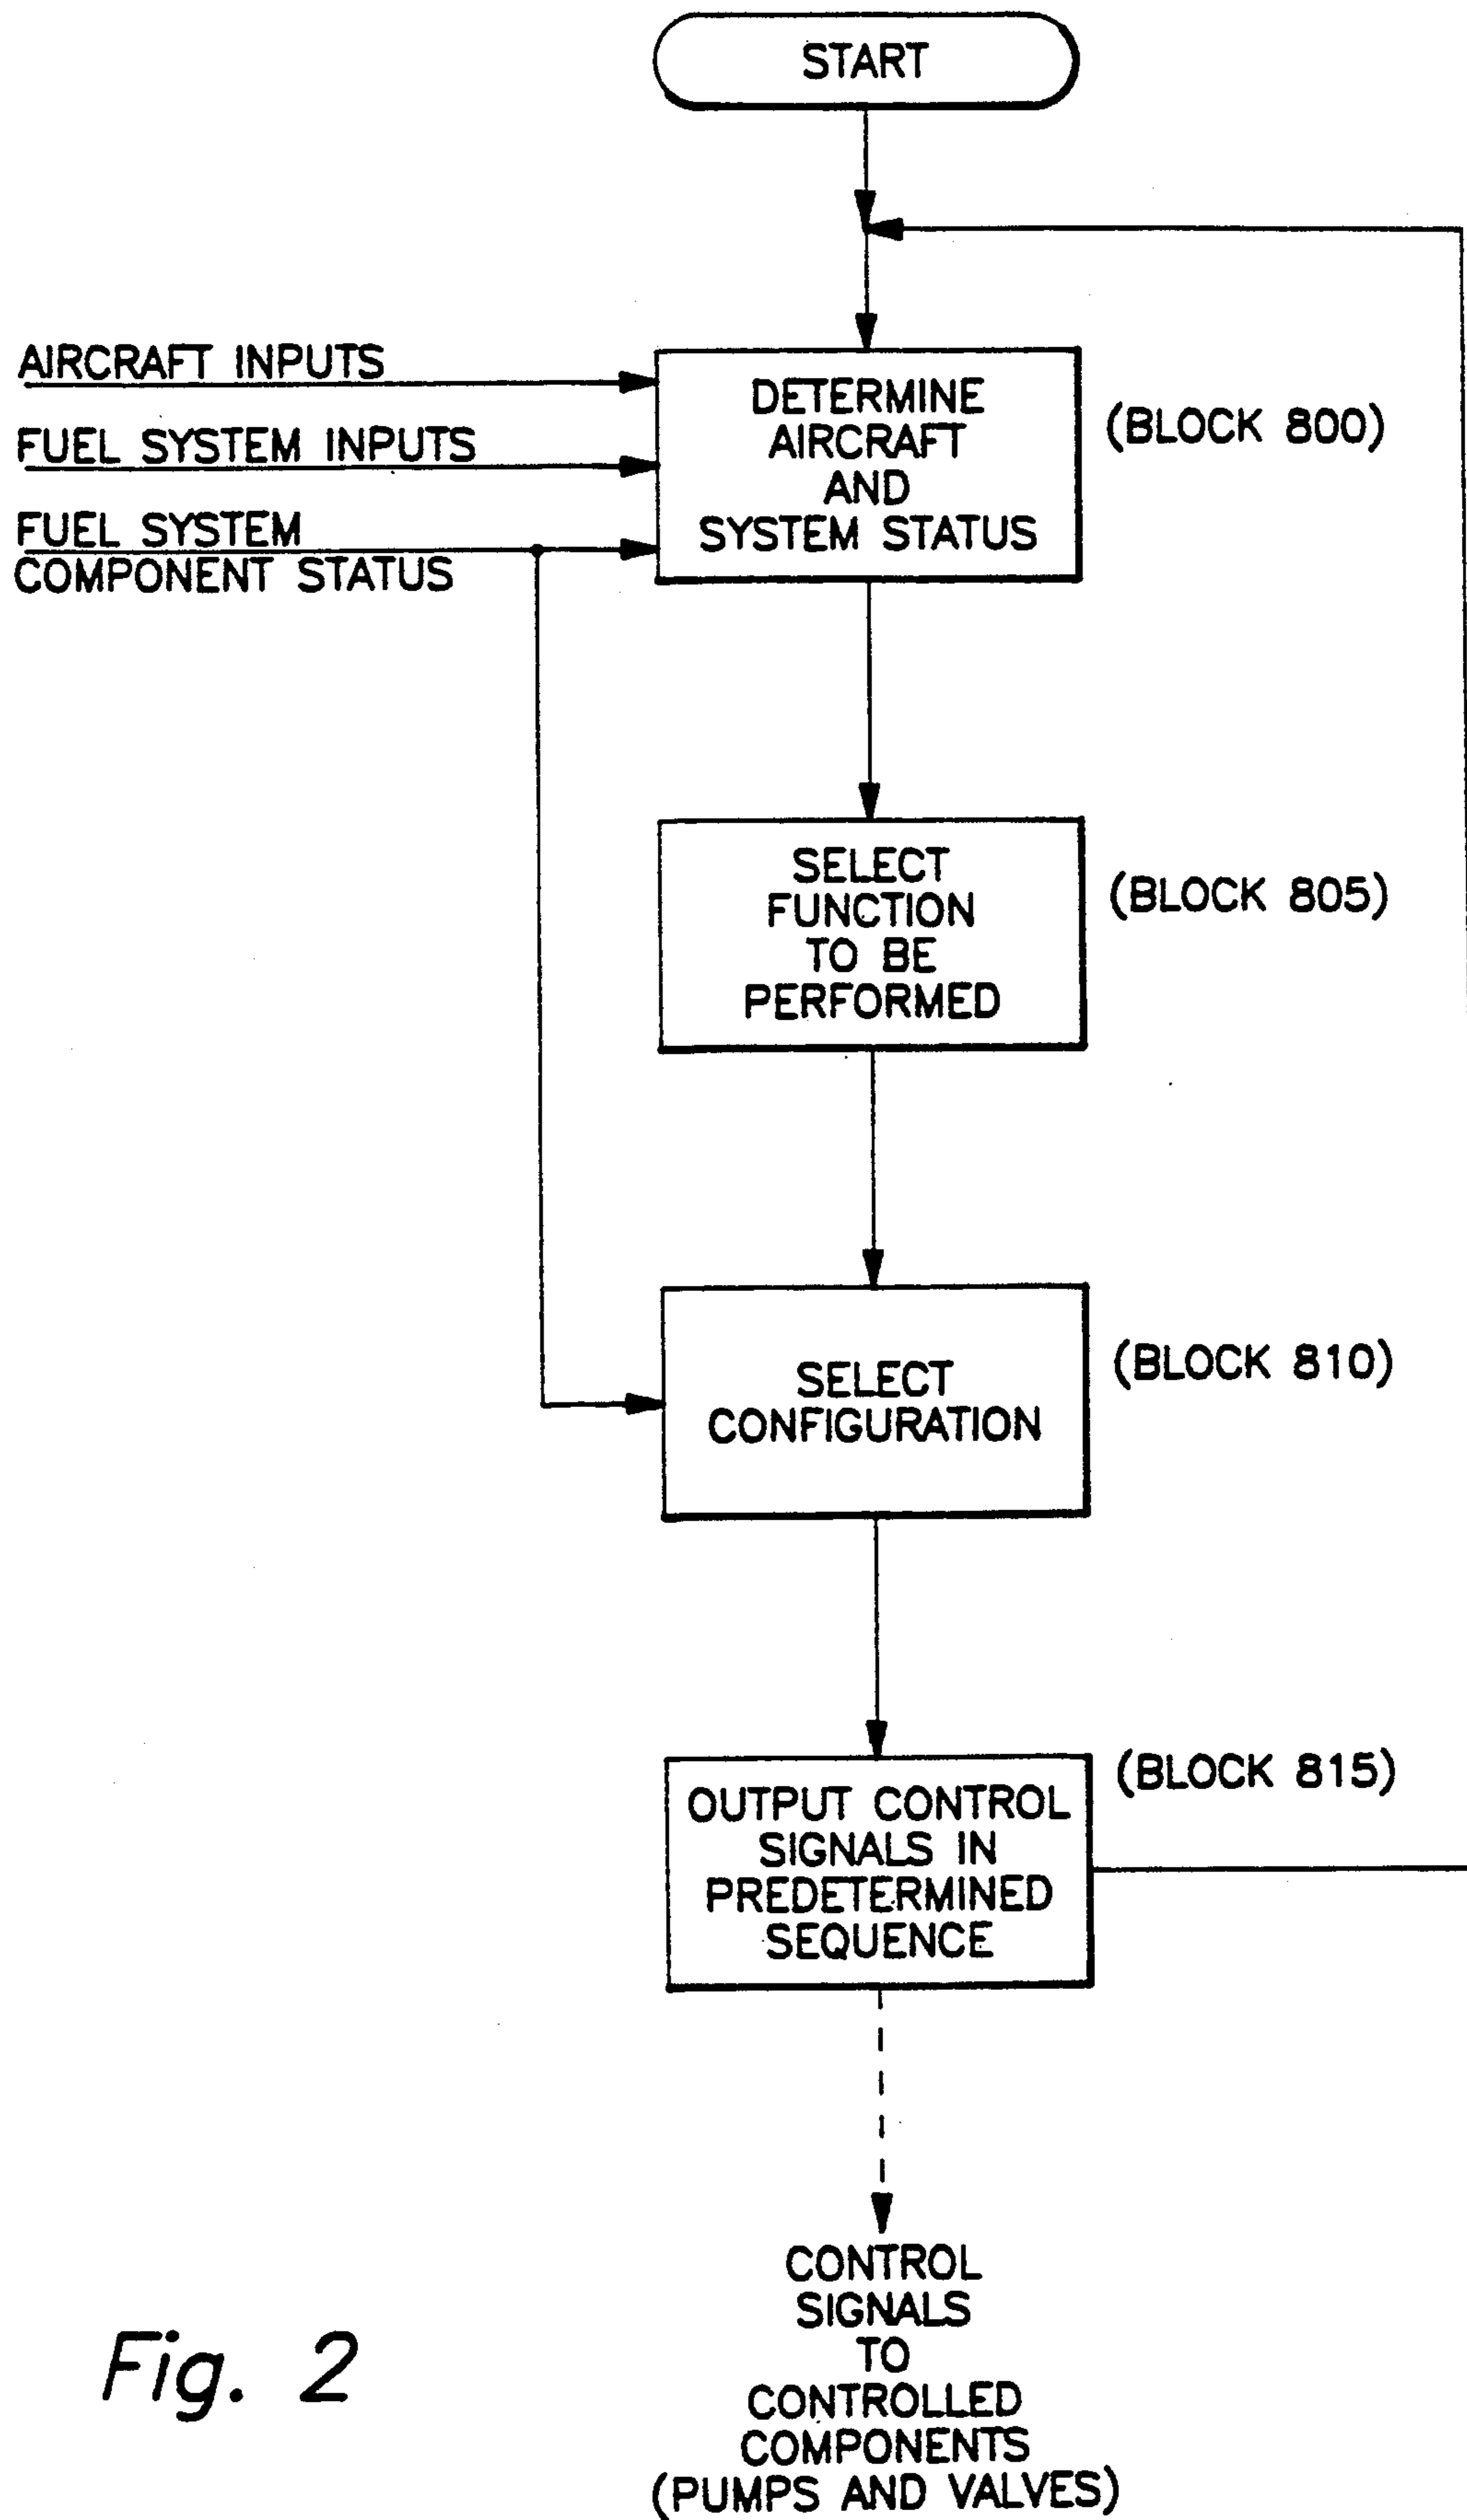 START
AIRCRAFT INPUTS
FUEL SYSTEM INPUTS
FUEL SYSTEM
COMPONENT STATUS
DETERMINE
AIRCRAFT
AND
SYSTEM STATUS
(BLOCK 800)
SELECT
FUNCTION
TO BE
PERFORMED
(BLOCK 805)
SELECT
CONFIGURATION
(BLOCK 810)
OUTPUT CONTROL
SIGNALS IN
PREDETERMINED
SEQUENCE
(BLOCK 815)
CONTROL
SIGNALS
TO
CONTROLLED
COMPONENTS
(PUMPS AND VALVES)
Fig. 2